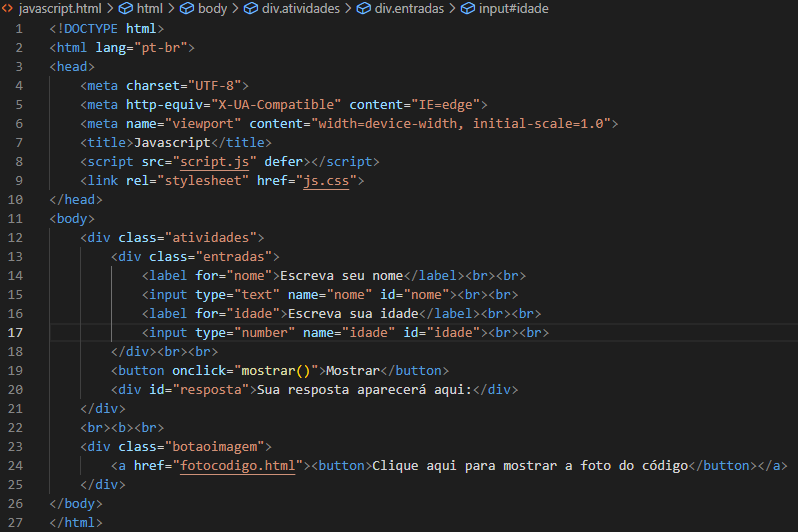 javascript.html > html > body > div.atividades > div.entradas > input#idade
1 <!DOCTYPE html>
2 <html lang="pt-br">
3 <head>
4     <meta charset="UTF-8">
5     <meta http-equiv="X-UA-Compatible" content="IE=edge">
6     <meta name="viewport" content="width=device-width, initial-scale=1.0">
7     <title>Javascript</title>
8     <script src="script.js" defer></script>
9     <link rel="stylesheet" href="js.css">
10 </head>
11 <body>
12     <div class="atividades">
13         <div class="entradas">
14             <label for="nome">Escreva seu nome</label><br><br>
15             <input type="text" name="nome" id="nome"><br><br>
16             <label for="idade">Escreva sua idade</label><br><br>
17             <input type="number" name="idade" id="idade"><br><br>
18         </div><br><br>
19         <button onclick="mostrar()">Mostrar</button>
20         <div id="resposta">Sua resposta aparecerá aqui:</div>
21     </div>
22     <br><b><br>
23     <div class="botaoimagem">
24         <a href="fotocodigo.html"><button>Clique aqui para mostrar a foto do código</button></a>
25     </div>
26 </body>
27 </html>